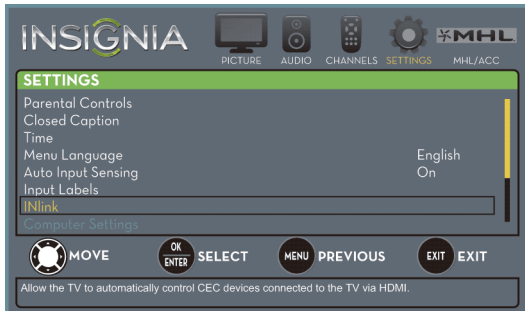 INSIGNIA
PICTURE AUDIO CHANNELS SETTINGS MHL MHL/ACC
SETTINGS
Parental Controls
Closed Caption
Time
Menu Language English
Auto Input Sensing On
Input Labels
INlink
Computer Settings
MOVE OK ENTER SELECT MENU PREVIOUS EXIT EXIT
Allow the TV to automatically control CEC devices connected to the TV via HDMI.